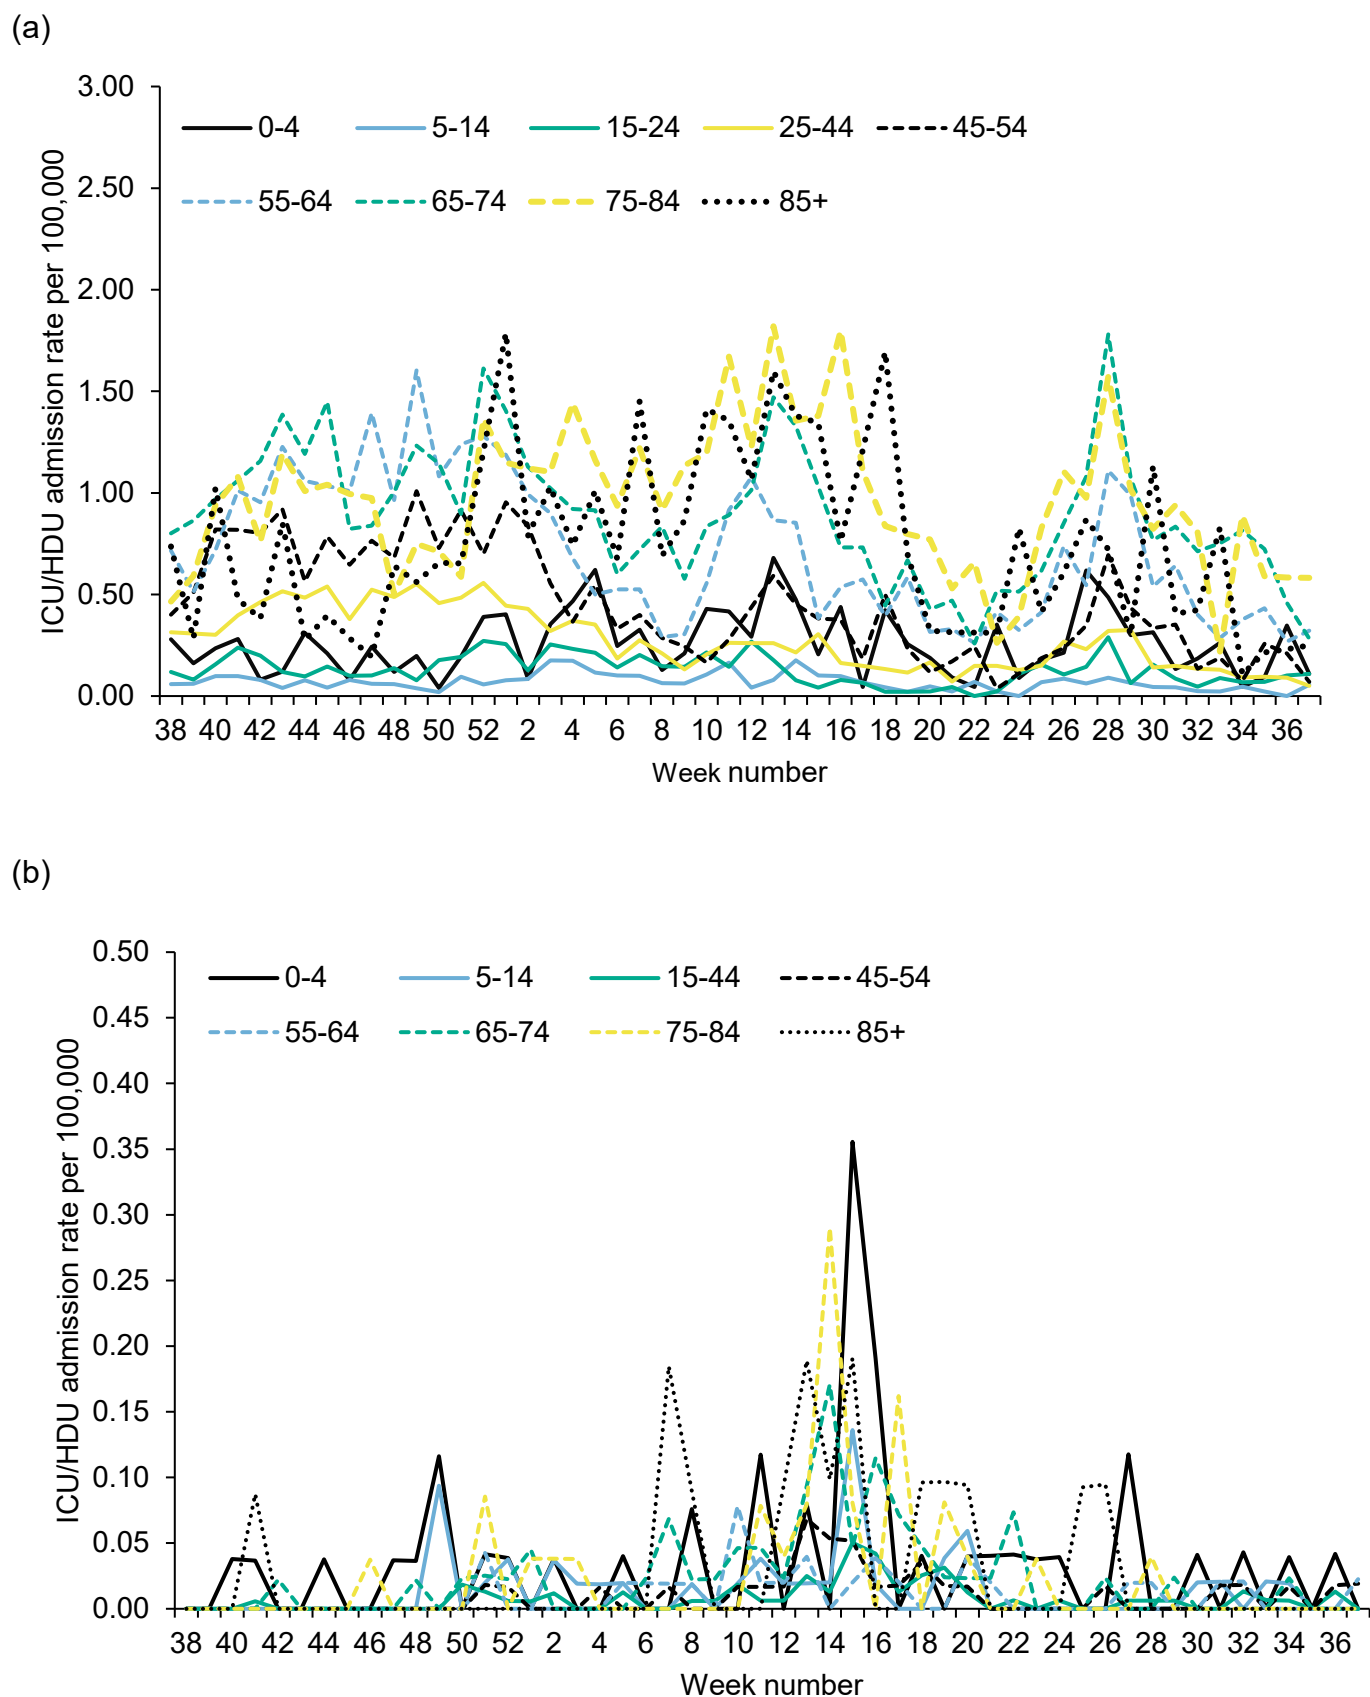 (a)
ICU/HDU admission rate per 100,000
3.00
2.50
2.00
1.50
1.00
0.50
0.00
0-4 5-14 15-24 25-44 45-54
55-64 65-74 75-84 85+
38 40 42 44 46 48 50 52 2 4 6 8 10 12 14 16 18 20 22 24 26 28 30 32 34 36
Week number
(b)
ICU/HDU admission rate per 100,000
0.50
0.45
0.40
0.35
0.30
0.25
0.20
0.15
0.10
0.05
0.00
0-4 5-14 15-44 45-54
55-64 65-74 75-84 85+
38 40 42 44 46 48 50 52 2 4 6 8 10 12 14 16 18 20 22 24 26 28 30 32 34 36
Week number